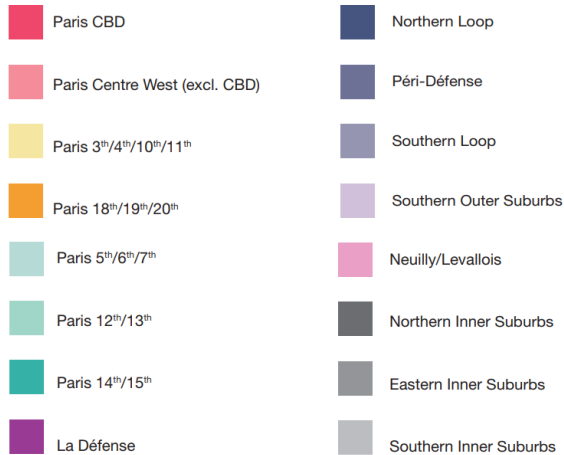 Paris CBD
Paris Centre West (excl. CBD)
Paris 3th/4th/10th/11th
Paris 18th/19th/20th
Paris 5th/6th/7th
Paris 12th/13th
Paris 14th/15th
La Défense
Northern Loop
Péri-Défense
Southern Loop
Southern Outer Suburbs
Neuilly/Levallois
Northern Inner Suburbs
Eastern Inner Suburbs
Southern Inner Suburbs